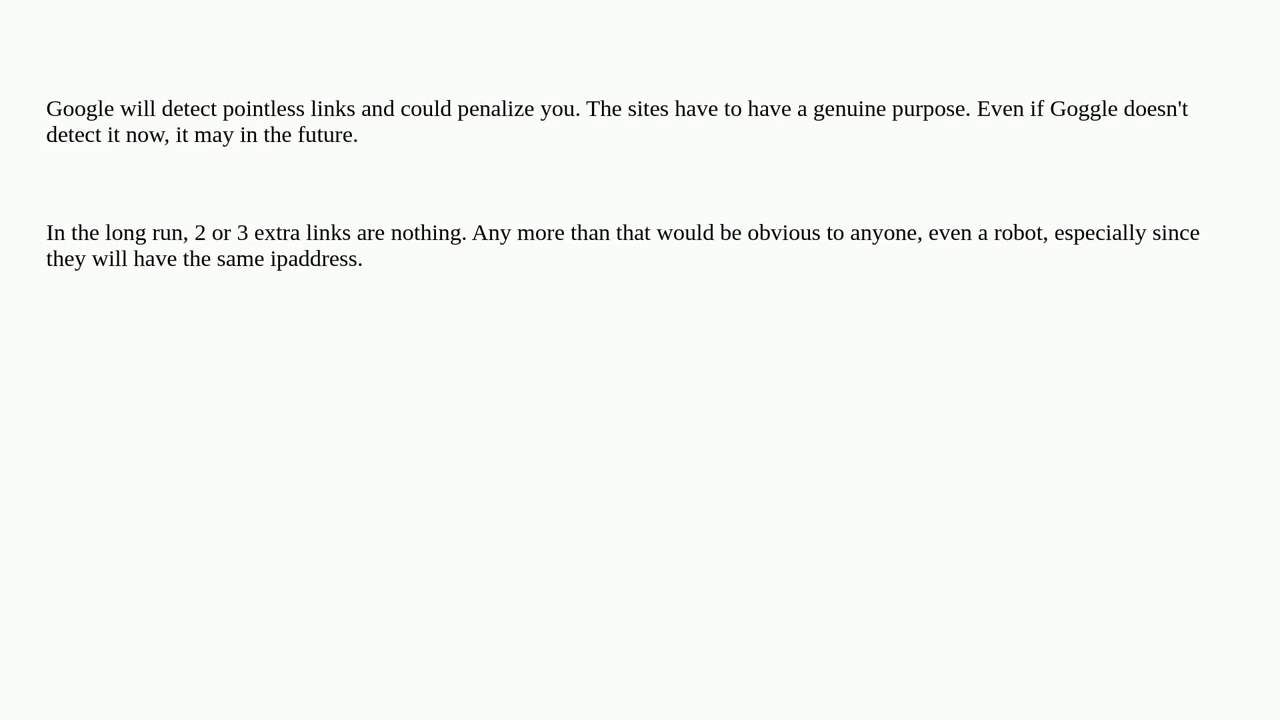 Google will detect pointless links and could penalize you. The sites have to have a genuine purpose. Even if Goggle doesn't
detect it now, it may in the future.
In the long run, 2 or 3 extra links are nothing. Any more than that would be obvious to anyone, even a robot, especially since
they will have the same ipaddress.